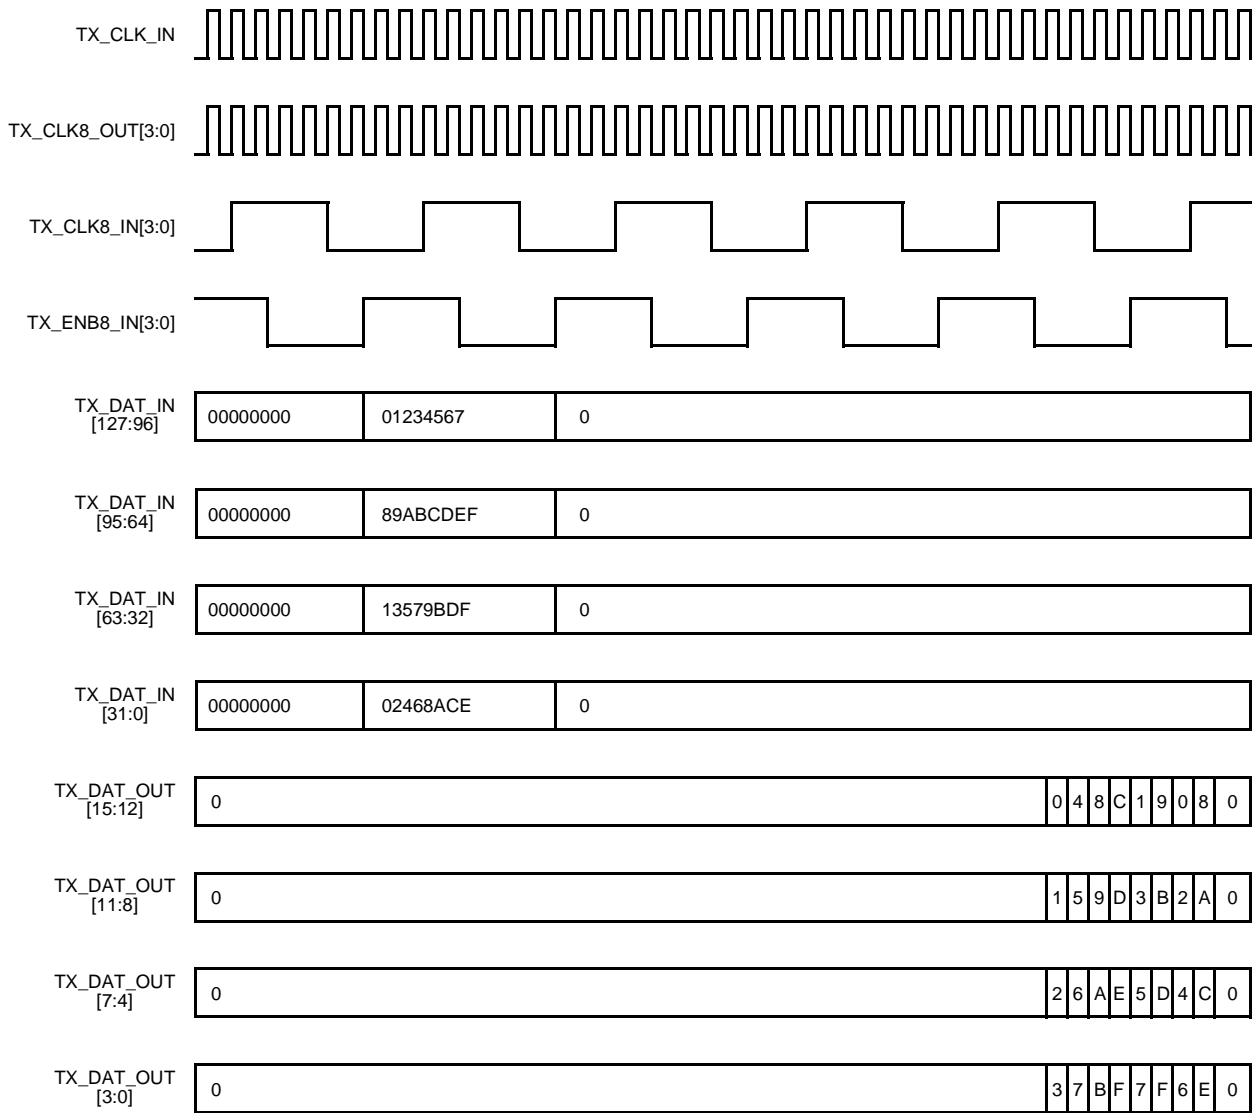 TX_CLK_IN
TX_CLK8_OUT[3:0]
TX_CLK8_IN[3:0]
TX_ENB8_IN[3:0]
TX_DAT_IN
[127:96]
00000000 01234567 0
TX_DAT_IN
[95:64]
00000000 89ABCDEF 0
TX_DAT_IN
[63:32]
00000000 13579BDF 0
TX_DAT_IN
[31:0]
00000000 02468ACE 0
TX_DAT_OUT
[15:12]
0 0 4 8 C 1 9 0 8 0
TX_DAT_OUT
[11:8]
0 1 5 9 D 3 B 2 A 0
TX_DAT_OUT
[7:4]
0 2 6 A E 5 D 4 C 0
TX_DAT_OUT
[3:0]
0 3 7 B F 7 F 6 E 0